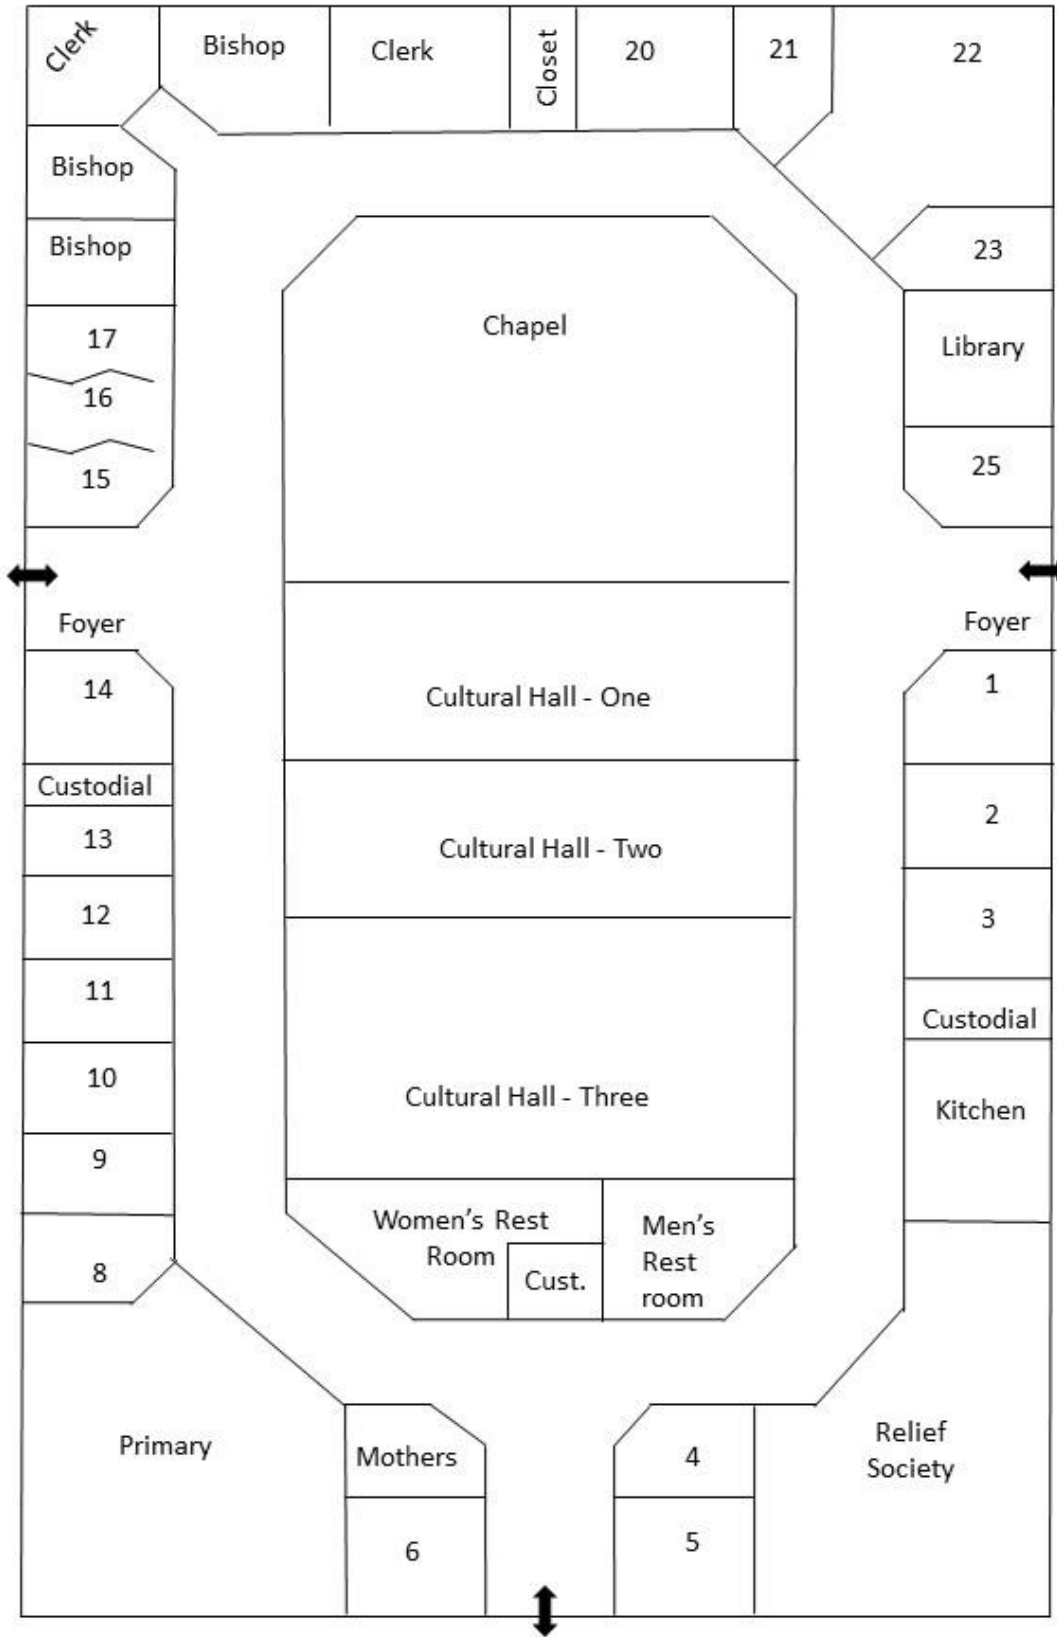 Clerk
Bishop
Clerk
Closet
20
21
22
Bishop
Bishop
23
17
Chapel
Library
16
15
25
Foyer
Foyer
14
Cultural Hall - One
1
Custodial
13
Cultural Hall - Two
2
12
3
11
Custodial
10
Cultural Hall - Three
Kitchen
9
Women's Rest
Room
Men's
Rest
room
8
Cust.
Primary
Mothers
4
Relief
Society
6
5